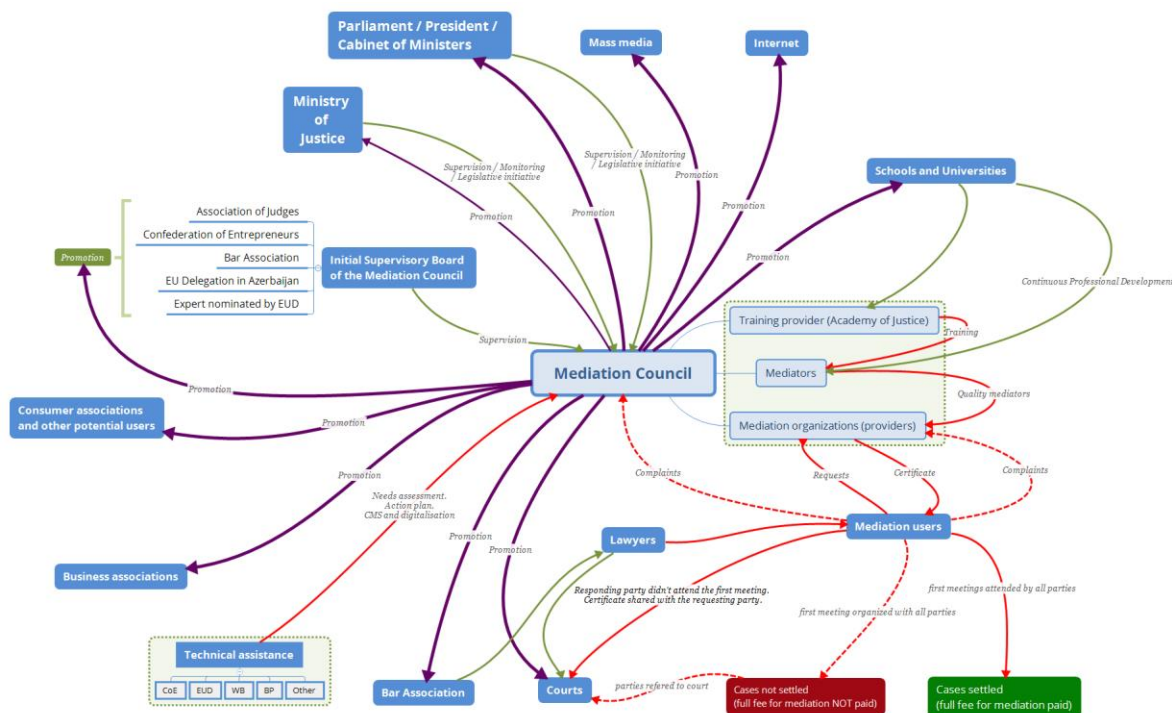 Parliament / President /
Cabinet of Ministers
Mass media
Internet
Ministry
of
Justice
Supervision / Monitoring
/ Legislative initiative
Supervision / Monitoring
/ Legislative initiative
Promotion
Promotion
Promotion
Promotion
Schools and Universities
Promotion
Association of Judges
Confederation of Entrepreneurs
Bar Association
EU Delegation in Azerbaijan
Expert nominated by EUD
Promotion
Initial Supervisory Board
of the Mediation Council
Supervision
Continuous Professional Development
Training provider (Academy of Justice)
Training
Mediation Council
Mediators
Quality mediators
Mediation organizations (providers)
Promotion
Consumer associations
and other potential users
Promotion
Promotion
Needs assessment.
Action plan.
CMS and digitalisation
Complaints
Requests
Certificate
Complaints
Mediation users
Lawyers
Promotion
Promotion
Business associations
Responding party didn't attend the first meeting.
Certificate shared with the requesting party.
first meetings attended by all parties
first meeting organized with all parties
Technical assistance
CoE
EUD
WB
BP
Other
Bar Association
Courts
parties refered to court
Cases not settled
(full fee for mediation NOT paid)
Cases settled
(full fee for mediation paid)